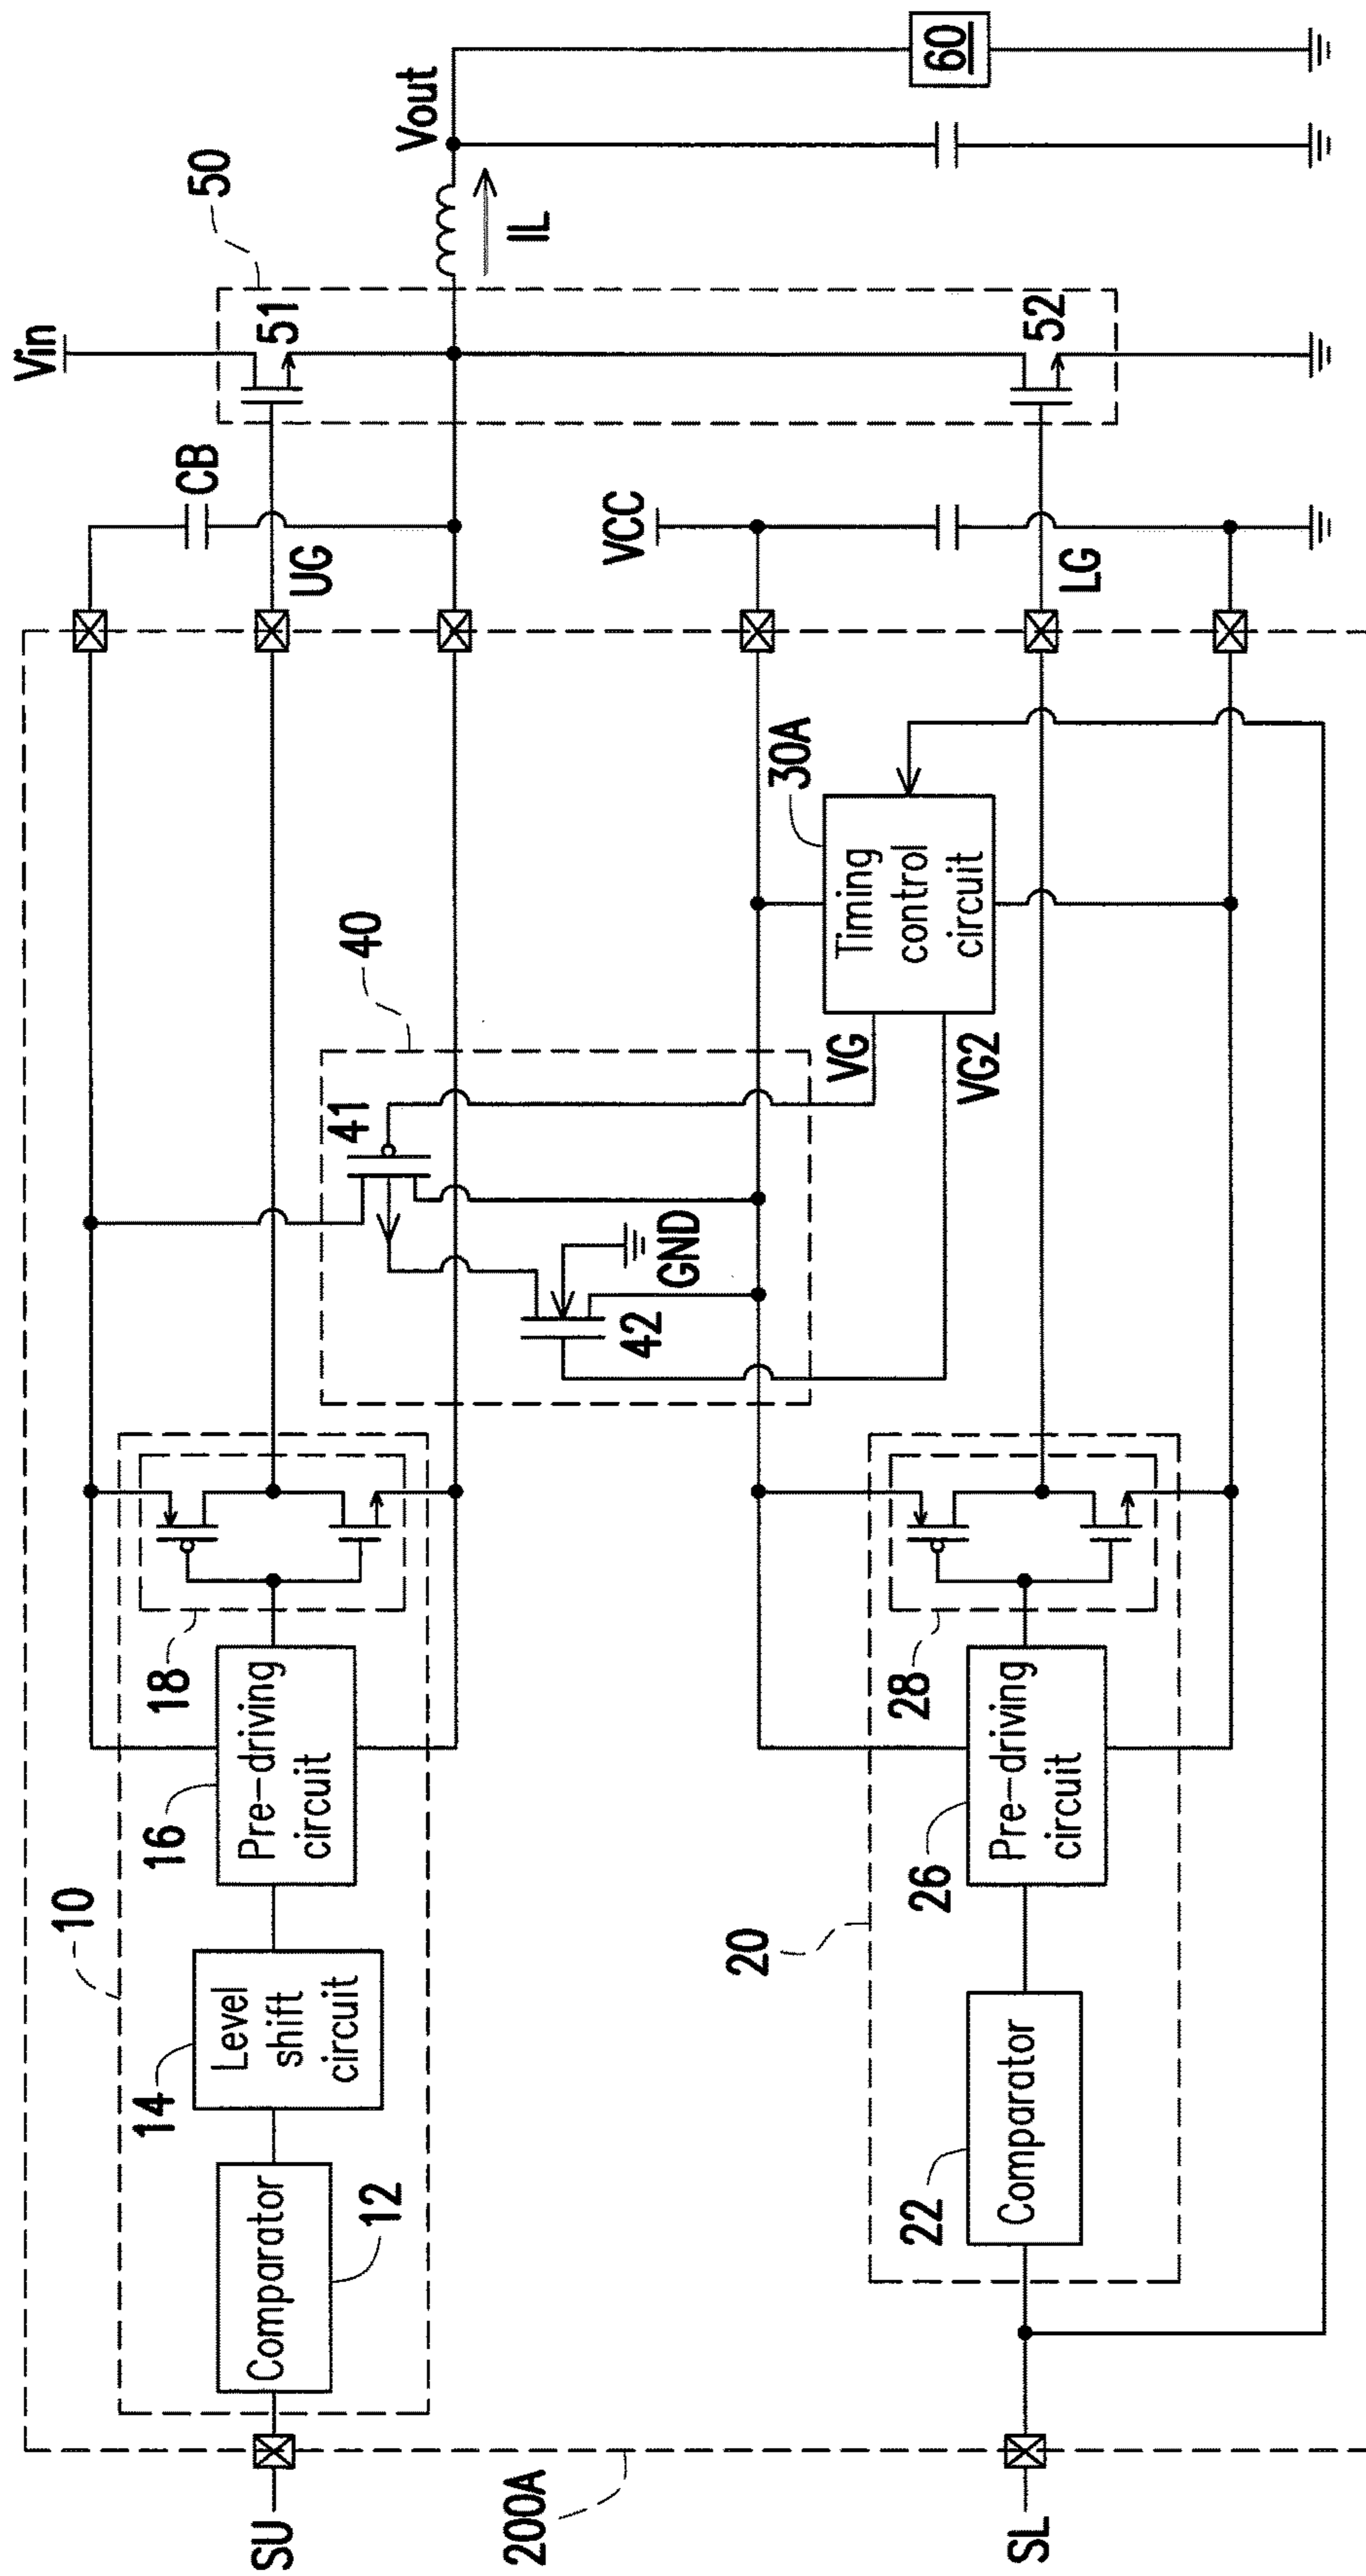 Vin
50
Vout
51
IL
60
CB
UG
52
VCC
LG
30A
Timing
control
circuit
VG
VG2
40
41
GND
42
10
18
16
Pre-driving
circuit
14
Level
shift
circuit
Comparator
12
20
28
26
Pre-driving
circuit
22
Comparator
SU
SL
200A